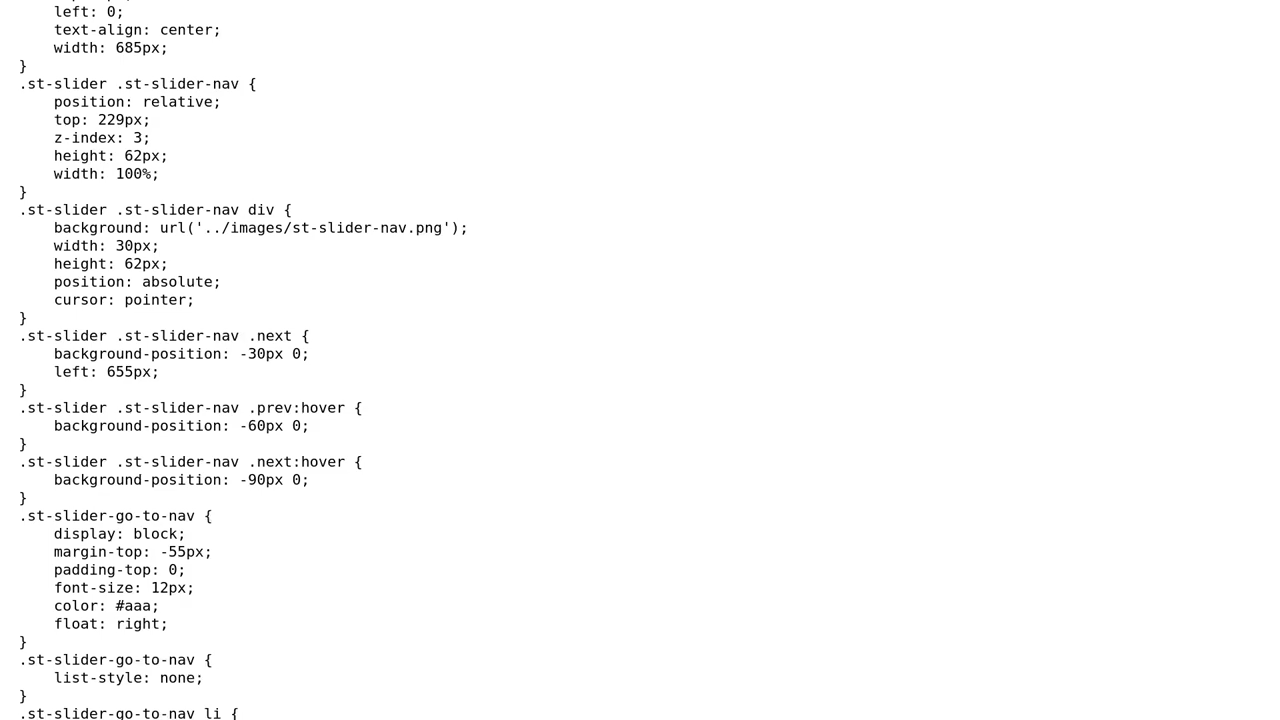 left: 0;
text-align: center;
width: 685px;
}
.st-slider .st-slider-nav {
position: relative;
top: 229px;
z-index: 3;
height: 62px;
width: 100%;
}
.st-slider .st-slider-nav div {
background: url('../images/st-slider-nav.png');
width: 30px;
height: 62px;
position: absolute;
cursor: pointer;
}
.st-slider .st-slider-nav .next {
background-position: -30px 0;
left: 655px;
}
.st-slider .st-slider-nav .prev:hover {
background-position: -60px 0;
}
.st-slider .st-slider-nav .next:hover {
background-position: -90px 0;
}
.st-slider-go-to-nav {
display: block;
margin-top: -55px;
padding-top: 0;
font-size: 12px;
color: #aaa;
float: right;
}
.st-slider-go-to-nav {
list-style: none;
}
.st-slider-go-to-nav li {